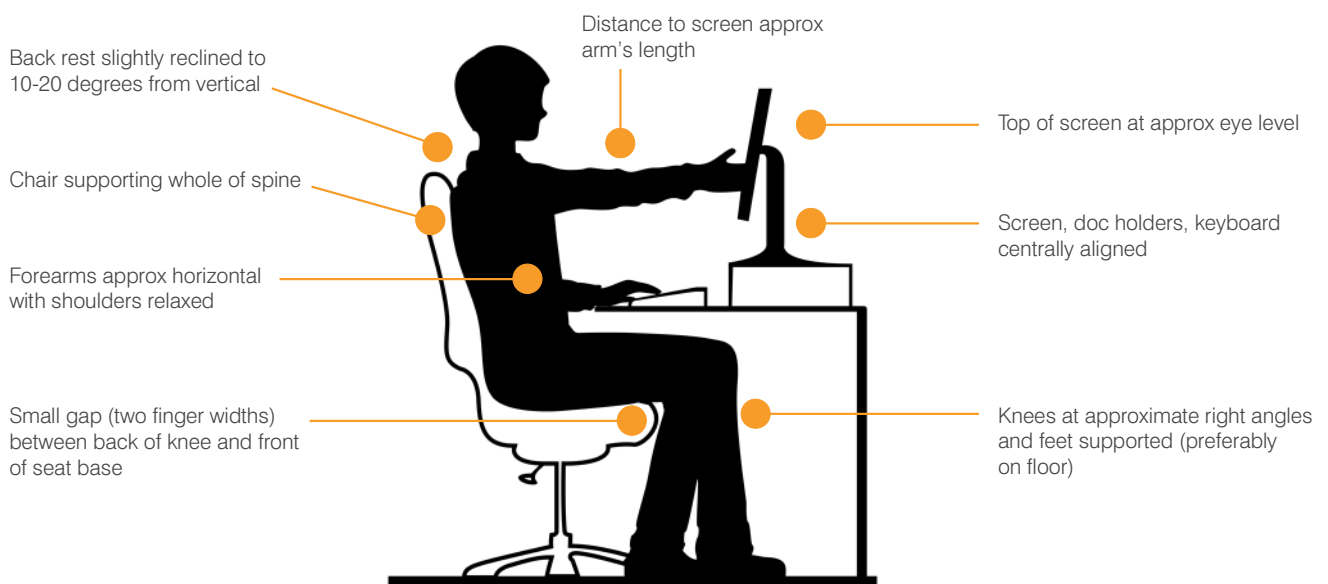 Distance to screen approx
arm’s length
Back rest slightly reclined to
10-20 degrees from vertical
Chair supporting whole of spine
Forearms approx horizontal
with shoulders relaxed
Small gap (two finger widths)
between back of knee and front
of seat base
Top of screen at approx eye level
Screen, doc holders, keyboard
centrally aligned
Knees at approximate right angles
and feet supported (preferably
on floor)